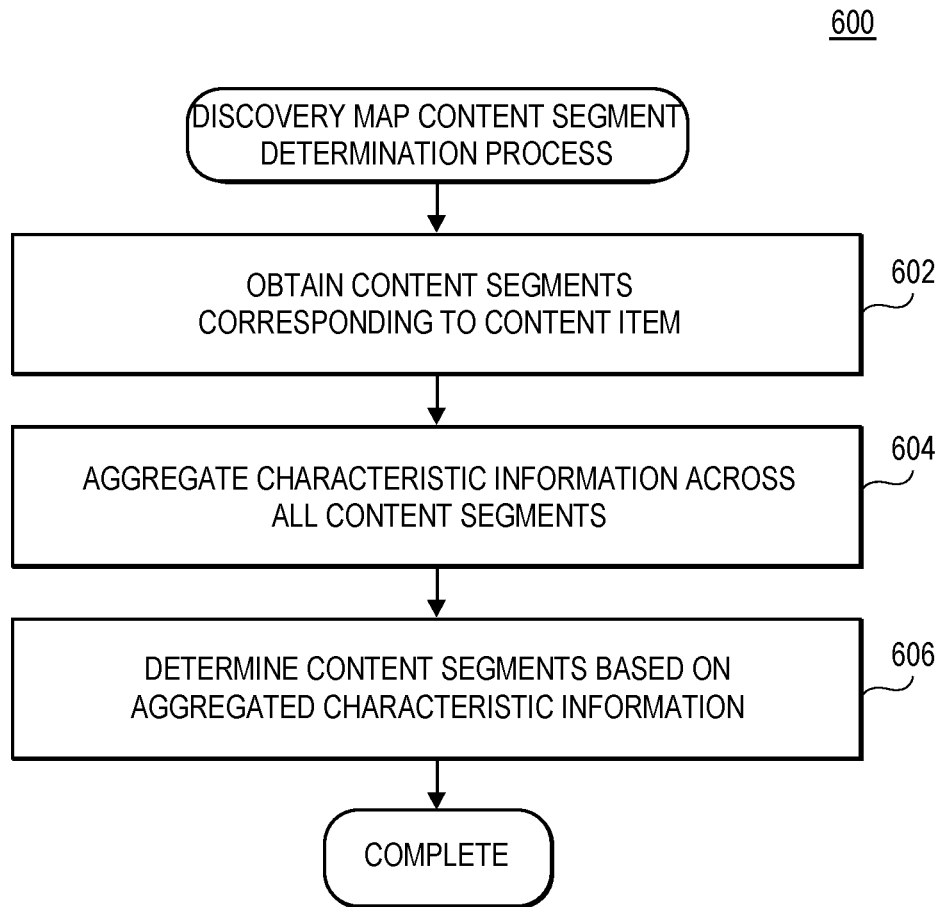 600
DISCOVERY MAP CONTENT SEGMENT
DETERMINATION PROCESS
OBTAIN CONTENT SEGMENTS
CORRESPONDING TO CONTENT ITEM
602
AGGREGATE CHARACTERISTIC INFORMATION ACROSS
ALL CONTENT SEGMENTS
604
DETERMINE CONTENT SEGMENTS BASED ON
AGGREGATED CHARACTERISTIC INFORMATION
606
COMPLETE